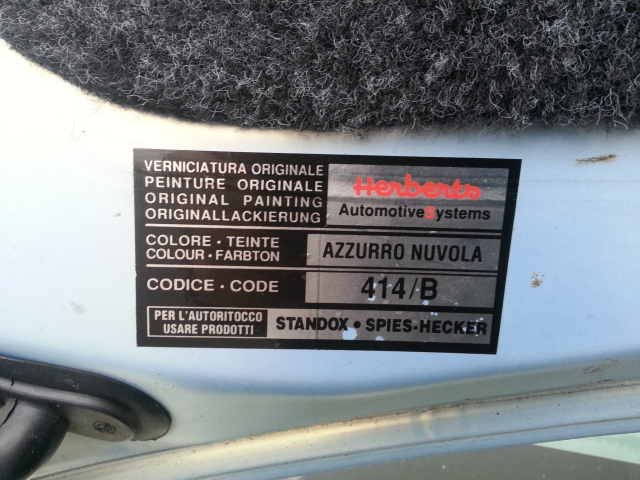 VERNICIATURA ORIGINALE
PEINTURE ORIGINALE
ORIGINAL PAINTING
ORIGINALLACKIERUNG
Herberts
AutomotiveSystems
COLORE · TEINTE
COLOUR · FARBTON
AZZURRO NUVOLA
CODICE · CODE
414/B
PER L'AUTORITOCCO
USARE PRODOTTI
STANDOX · SPIES-HECKER